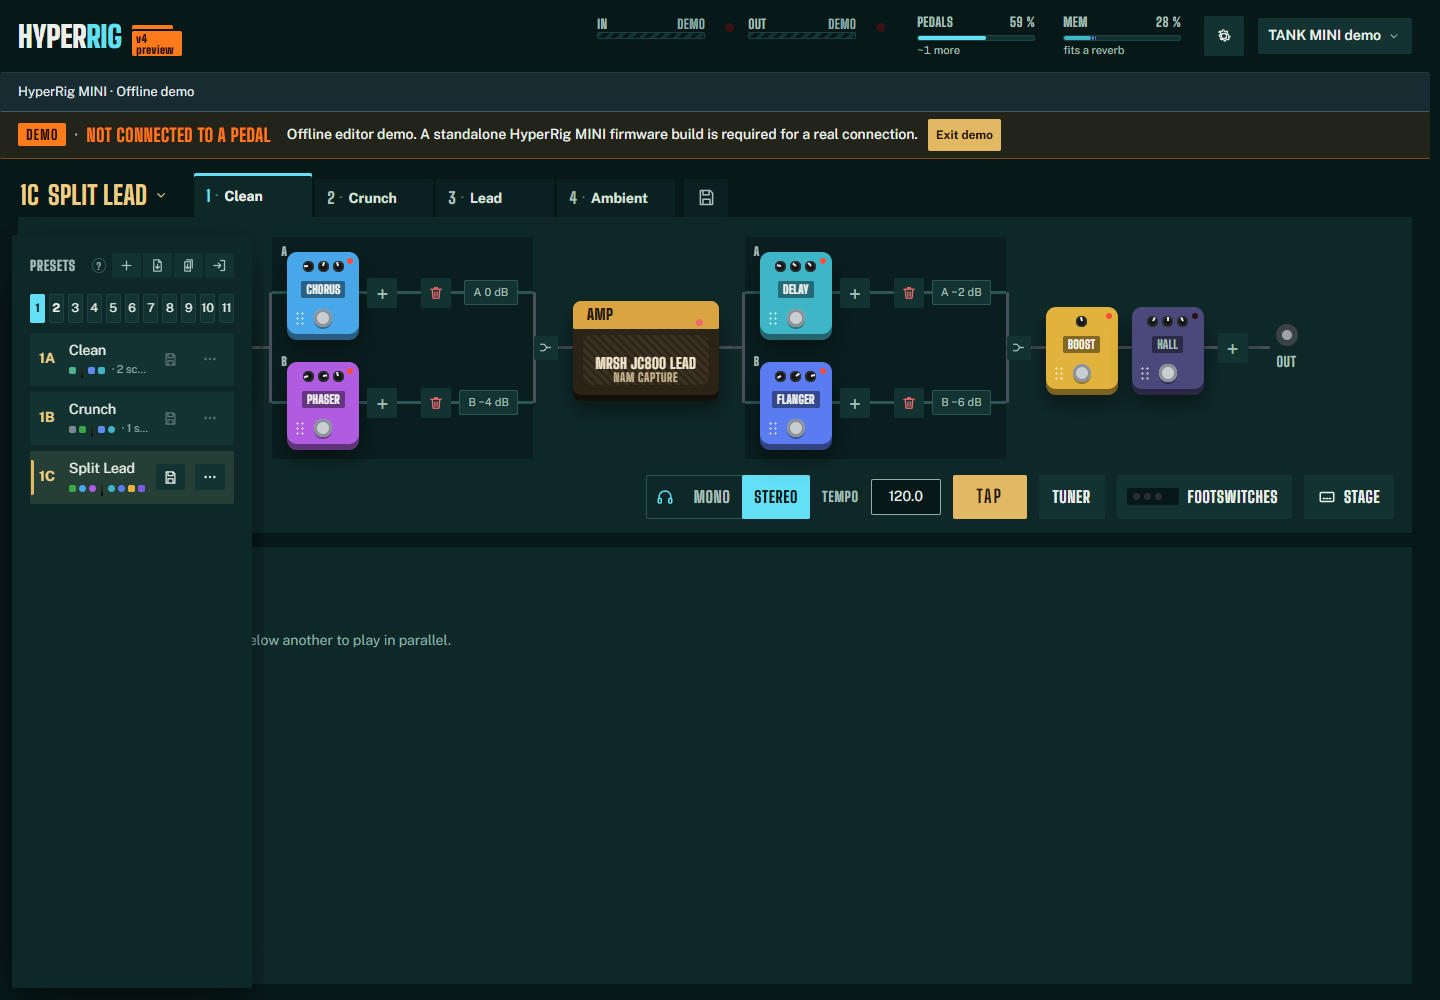 HYPERRIG
v4 preview
IN DEMO
OUT DEMO
PEDALS 59 %
~1 more
MEM 28 %
fits a reverb
TANK MINI demo
HyperRig MINI · Offline demo
DEMO · NOT CONNECTED TO A PEDAL Offline editor demo. A standalone HyperRig MINI firmware build is required for a real connection. Exit demo
1C SPLIT LEAD
1 · Clean
2 · Crunch
3 · Lead
4 · Ambient
PRESETS ?
1 2 3 4 5 6 7 8 9 10 11
1A Clean
· 2 sc...
1B Crunch
· 1 s...
1C Split Lead
A
CHORUS
A 0 dB
B
PHASER
B −4 dB
AMP
MRSH JC800 LEAD
NAM CAPTURE
A
DELAY
A −2 dB
B
FLANGER
B −6 dB
BOOST
HALL
OUT
MONO STEREO TEMPO 120.0 TAP TUNER FOOTSWITCHES STAGE
elow another to play in parallel.